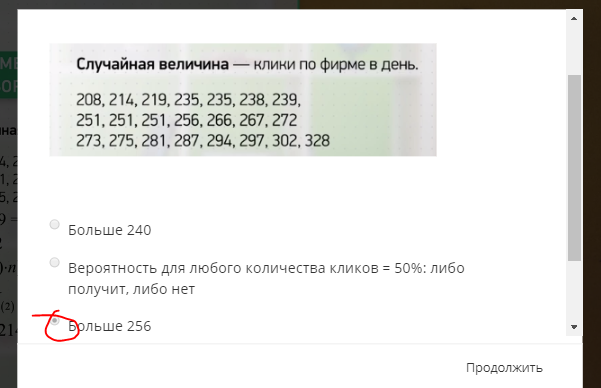 Случайная величина — клики по фирме в день.
208, 214, 219, 235, 235, 238, 239,
251, 251, 251, 256, 266, 267, 272
273, 275, 281, 287, 294, 297, 302, 328
Больше 240
Вероятность для любого количества кликов = 50%: либо
получит, либо нет
Больше 256
Продолжить